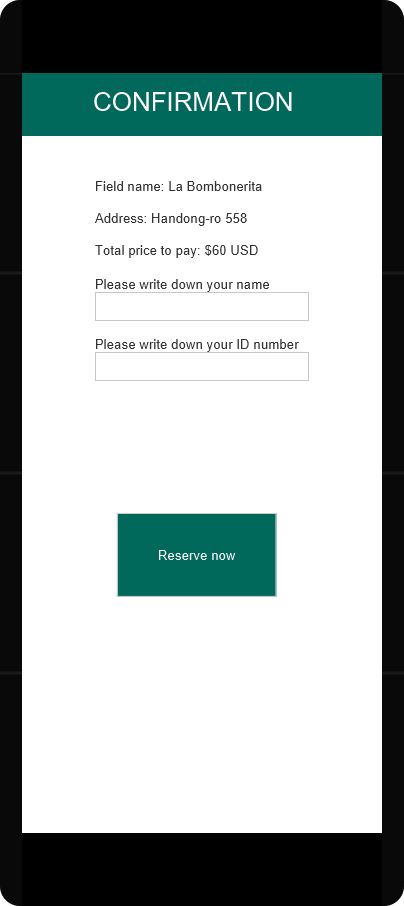 CONFIRMATION
Field name: La Bombonerita
Address: Handong-ro 558
Total price to pay: $60 USD
Please write down your name
Please write down your ID number
Reserve now